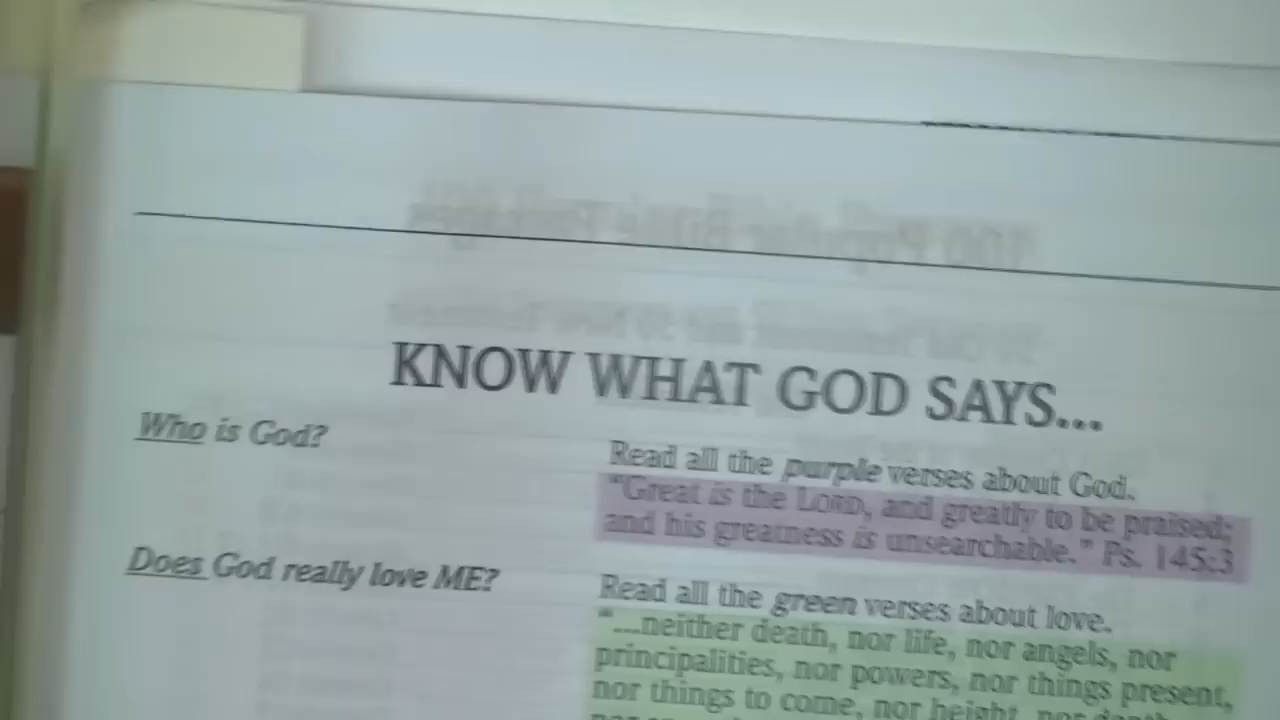 KNOW WHAT GOD SAYS...
Who is God?
Read all the purple verses about God.
"Great is the LORD, and greatly to be praised;
and his greatness is unsearchable." Ps. 145:3
Does God really love ME?
Read all the green verses about love.
"...neither death, nor life, nor angels, nor
principalities, nor powers, nor things present,
nor things to come, nor height, nor depth,